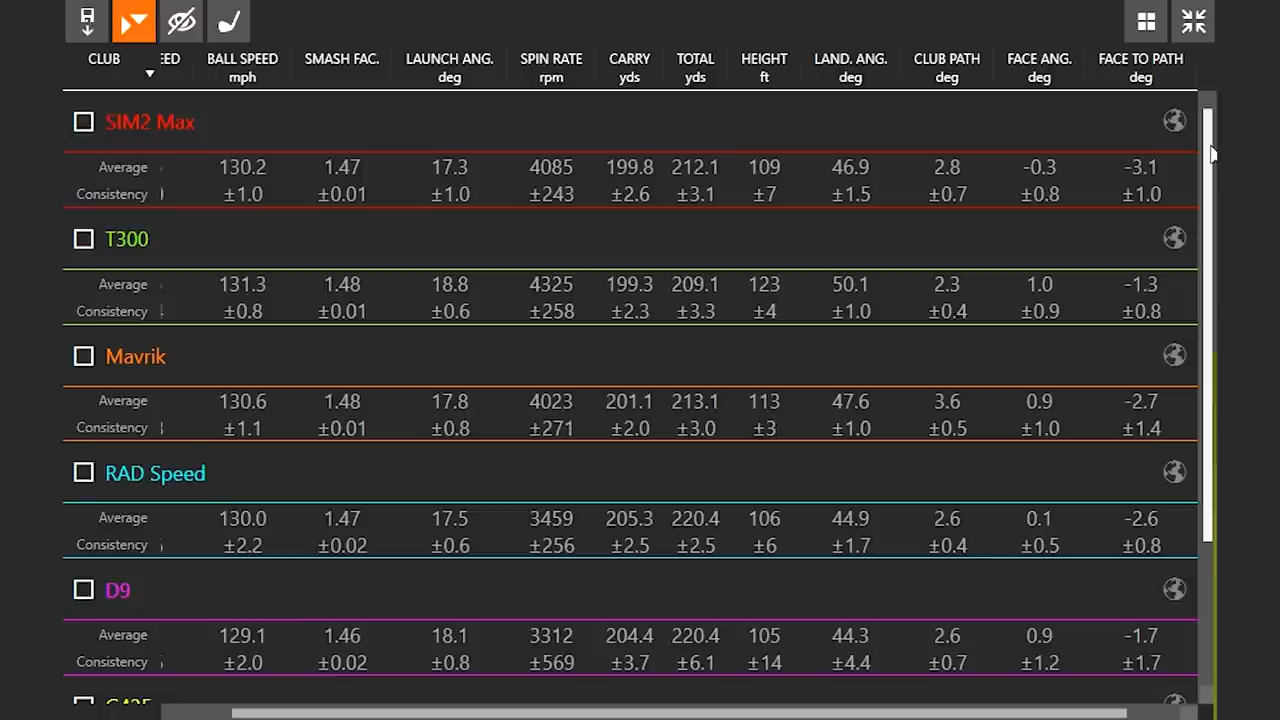 CLUB EED BALL SPEED SMASH FAC. LAUNCH ANG. SPIN RATE CARRY TOTAL HEIGHT LAND. ANG. CLUB PATH FACE ANG. FACE TO PATH
mph deg rpm yds yds ft deg deg deg deg
SIM2 Max
Average 130.2 1.47 17.3 4085 199.8 212.1 109 46.9 2.8 -0.3 -3.1
Consistency ±1.0 ±0.01 ±1.0 ±243 ±2.6 ±3.1 ±7 ±1.5 ±0.7 ±0.8 ±1.0
T300
Average 131.3 1.48 18.8 4325 199.3 209.1 123 50.1 2.3 1.0 -1.3
Consistency ±0.8 ±0.01 ±0.6 ±258 ±2.3 ±3.3 ±4 ±1.0 ±0.4 ±0.9 ±0.8
Mavrik
Average 130.6 1.48 17.8 4023 201.1 213.1 113 47.6 3.6 0.9 -2.7
Consistency ±1.1 ±0.01 ±0.8 ±271 ±2.0 ±3.0 ±3 ±1.0 ±0.5 ±1.0 ±1.4
RAD Speed
Average 130.0 1.47 17.5 3459 205.3 220.4 106 44.9 2.6 0.1 -2.6
Consistency ±2.2 ±0.02 ±0.6 ±256 ±2.5 ±2.5 ±6 ±1.7 ±0.4 ±0.5 ±0.8
D9
Average 129.1 1.46 18.1 3312 204.4 220.4 105 44.3 2.6 0.9 -1.7
Consistency ±2.0 ±0.02 ±0.8 ±569 ±3.7 ±6.1 ±14 ±4.4 ±0.7 ±1.2 ±1.7